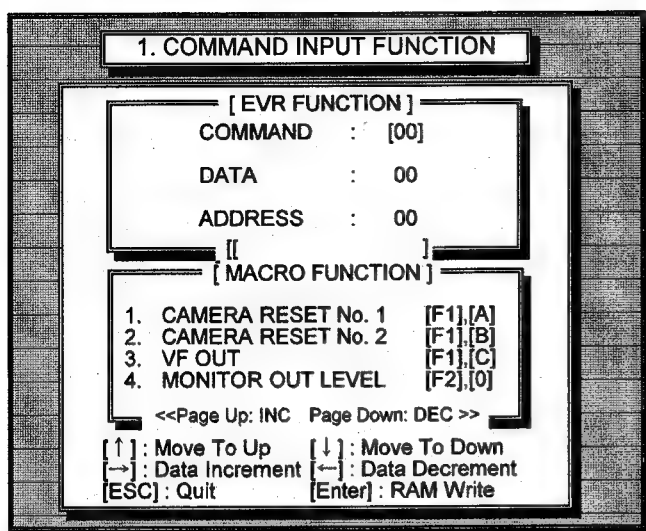 1. COMMAND INPUT FUNCTION
[ EVR FUNCTION ]
COMMAND : [00]
DATA : 00
ADDRESS : 00
[[ ]
[ MACRO FUNCTION ]
1. CAMERA RESET No. 1 [F1],[A]
2. CAMERA RESET No. 2 [F1],[B]
3. VF OUT [F1],[C]
4. MONITOR OUT LEVEL [F2],[0]
<<Page Up: INC Page Down: DEC >>
[↑] : Move To Up [↓] : Move To Down
[→] : Data Increment [←] : Data Decrement
[ESC] : Quit [Enter] : RAM Write